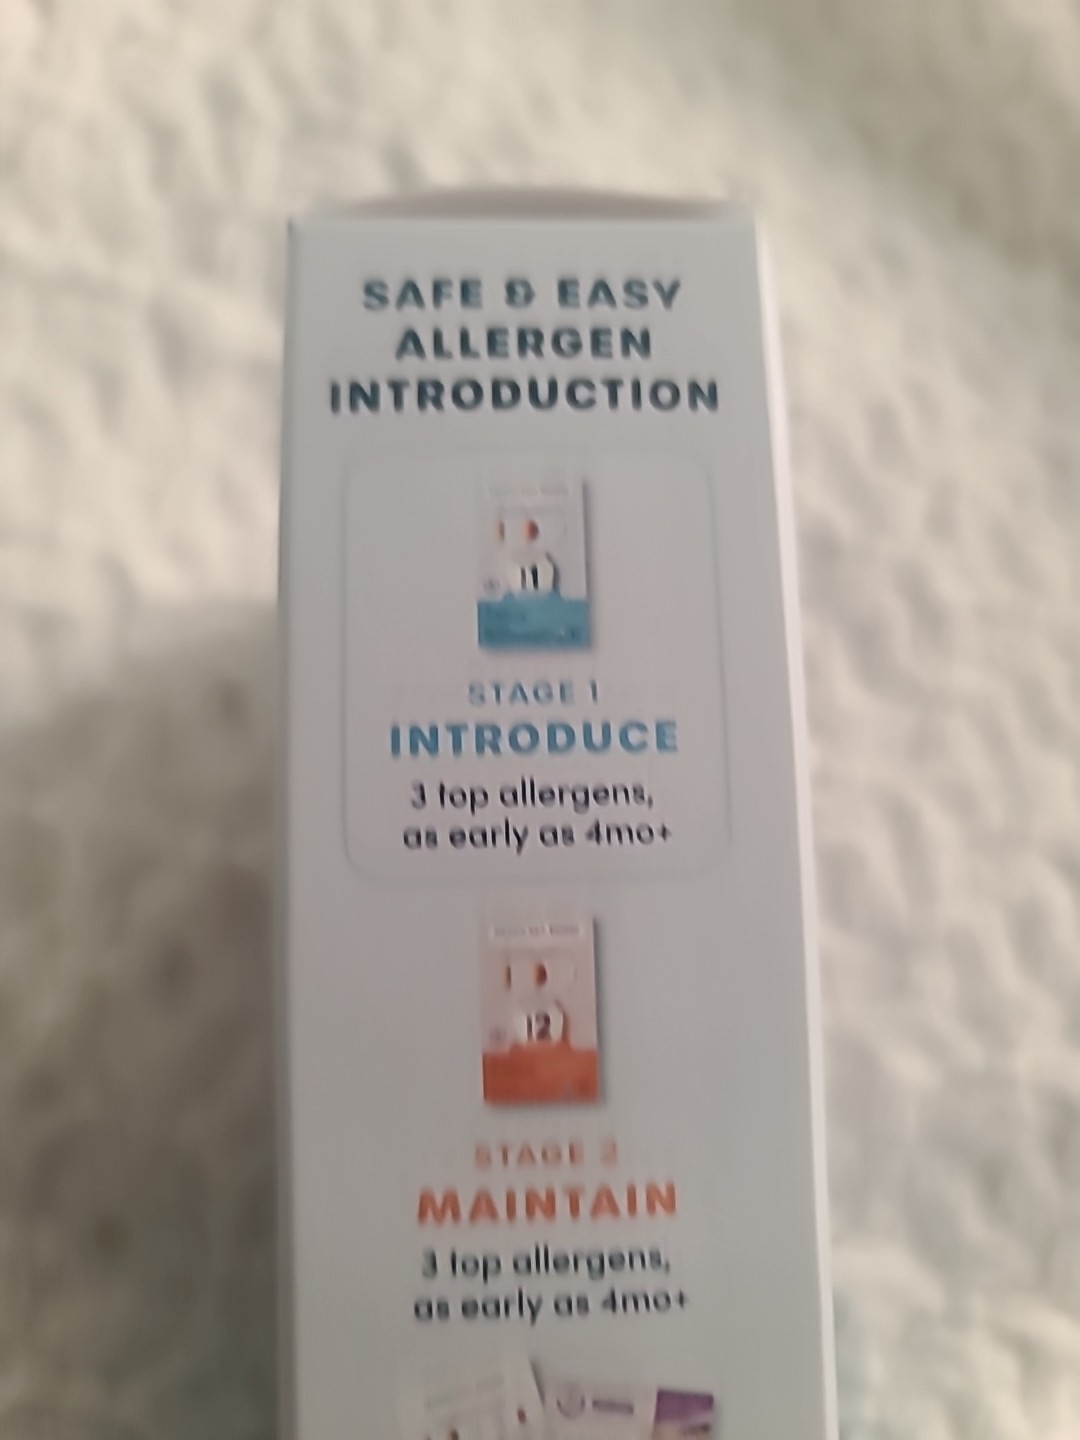 SAFE & EASY
ALLERGEN
INTRODUCTION
STAGE 1
INTRODUCE
3 top allergens,
as early as 4mo+
12
STAGE 2
MAINTAIN
3 top allergens,
as early as 4mo+